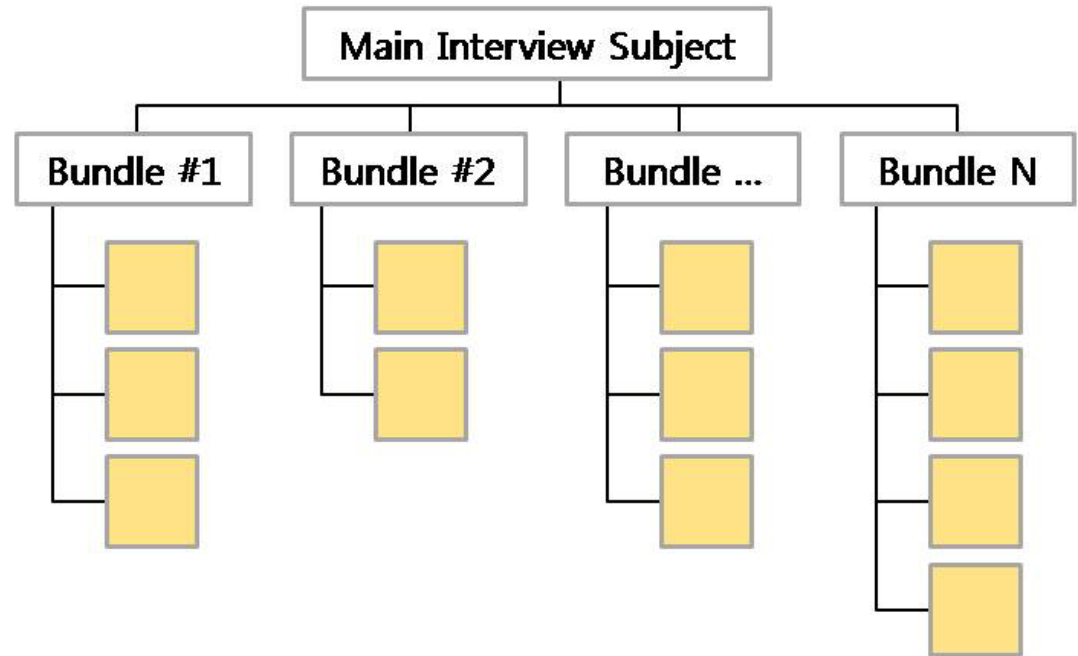 Main Interview Subject
Bundle #1
Bundle #2
Bundle ...
Bundle N